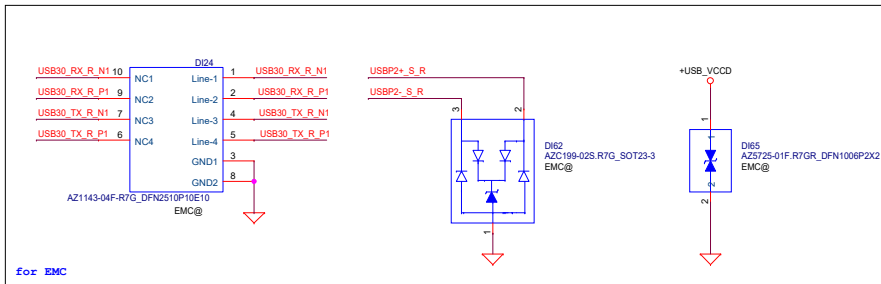 DI24
USB30_RX_R_N1 10 NC1 Line-1 1 USB30_RX_R_N1
USB30_RX_R_P1 9 NC2 Line-2 2 USB30_RX_R_P1
USB30_TX_R_N1 7 NC3 Line-3 4 USB30_TX_R_N1
USB30_TX_R_P1 6 NC4 Line-4 5 USB30_TX_R_P1
GND1 3
GND2 8
AZ1143-04F-R7G_DFN2510P10E10
EMC@
USBP2+_S_R
USBP2-_S_R
3
2
DI62
AZC199-02S.R7G_SOT23-3
EMC@
1
+USB_VCCD
1
1
DI65
AZ5725-01F.R7GR_DFN1006P2X2
EMC@
2
2
for EMC